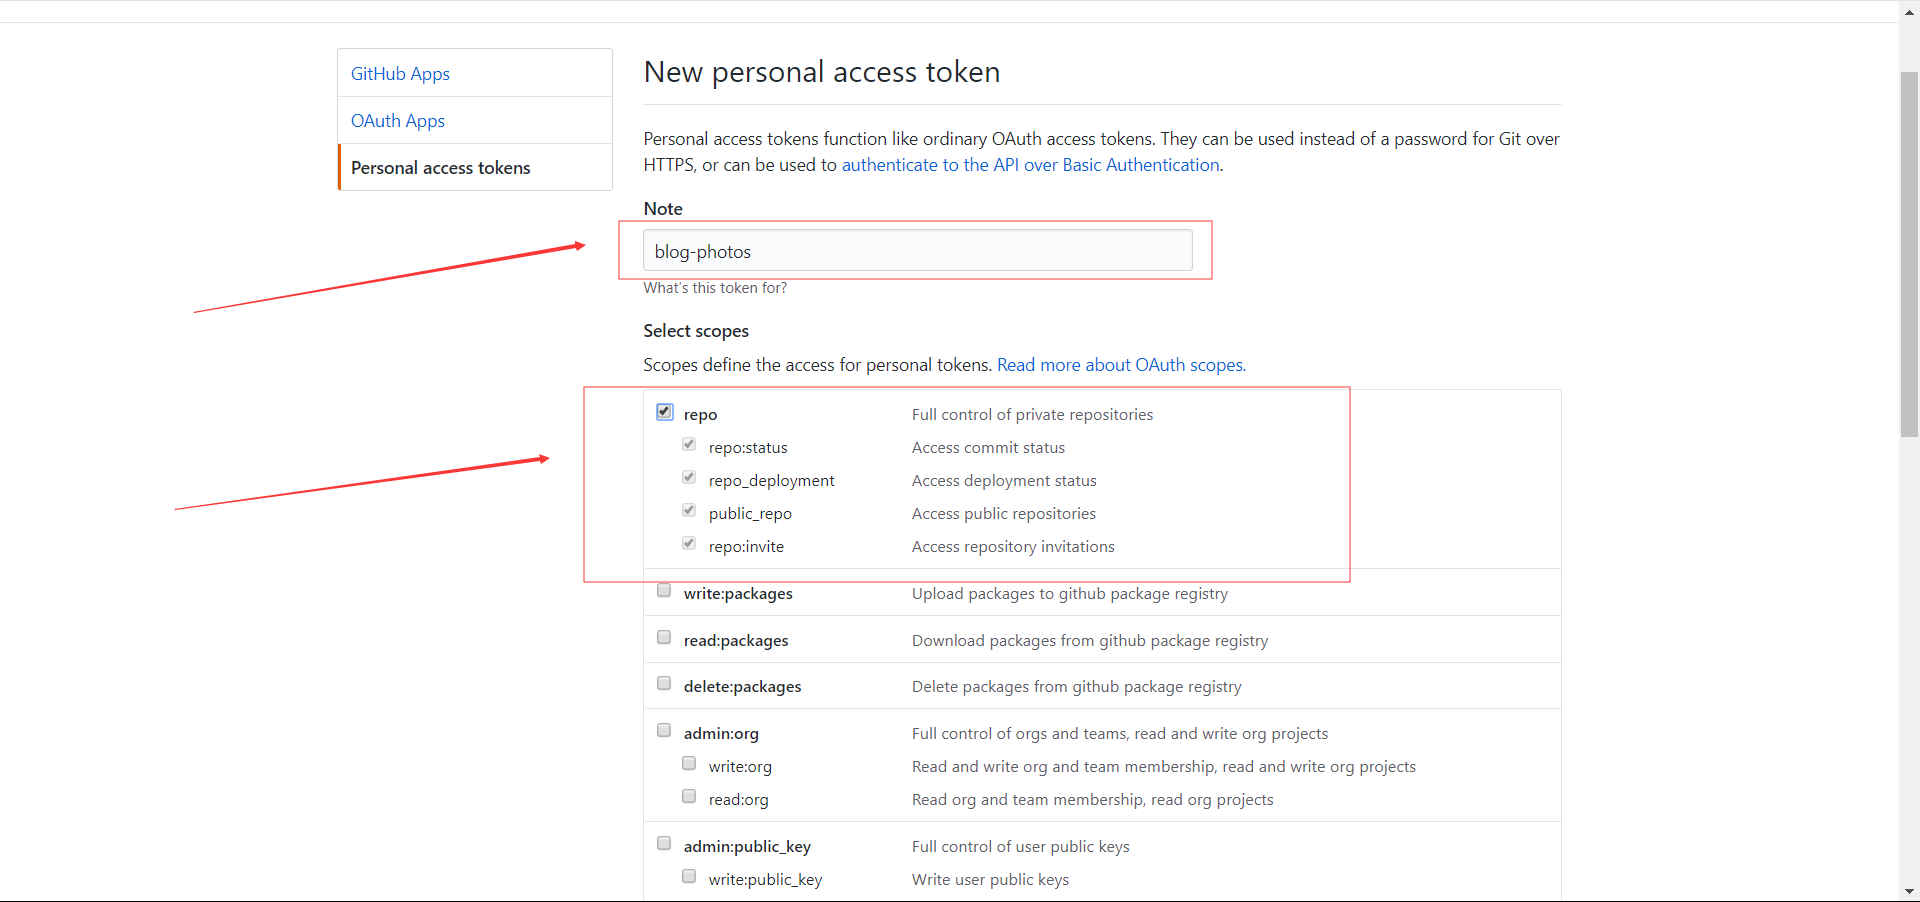 GitHub Apps
OAuth Apps
Personal access tokens
New personal access token
Personal access tokens function like ordinary OAuth access tokens. They can be used instead of a password for Git over
HTTPS, or can be used to authenticate to the API over Basic Authentication.
Note
blog-photos
What's this token for?
Select scopes
Scopes define the access for personal tokens. Read more about OAuth scopes.
repo Full control of private repositories
repo:status Access commit status
repo_deployment Access deployment status
public_repo Access public repositories
repo:invite Access repository invitations
write:packages Upload packages to github package registry
read:packages Download packages from github package registry
delete:packages Delete packages from github package registry
admin:org Full control of orgs and teams, read and write org projects
write:org Read and write org and team membership, read and write org projects
read:org Read org and team membership, read org projects
admin:public_key Full control of user public keys
write:public_key Write user public keys